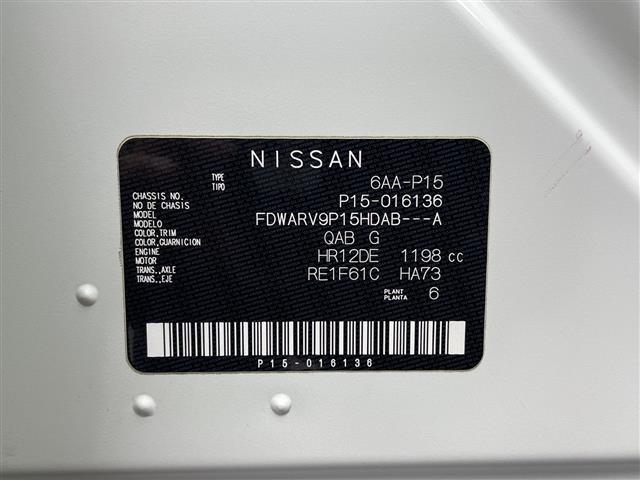 NISSAN
TYPE
TIPO
6AA-P15
CHASSIS NO.
NO DE CHASIS
P15-016136
MODEL
MODELO
FDWARV9P15HDAB---A
COLOR,TRIM
COLOR,GUARNICION
QAB G
ENGINE
MOTOR
HR12DE 1198 cc
TRANS.,AXLE
TRANS.,EJE
RE1F61C HA73
PLANT
PLANTA
6
P15-016136